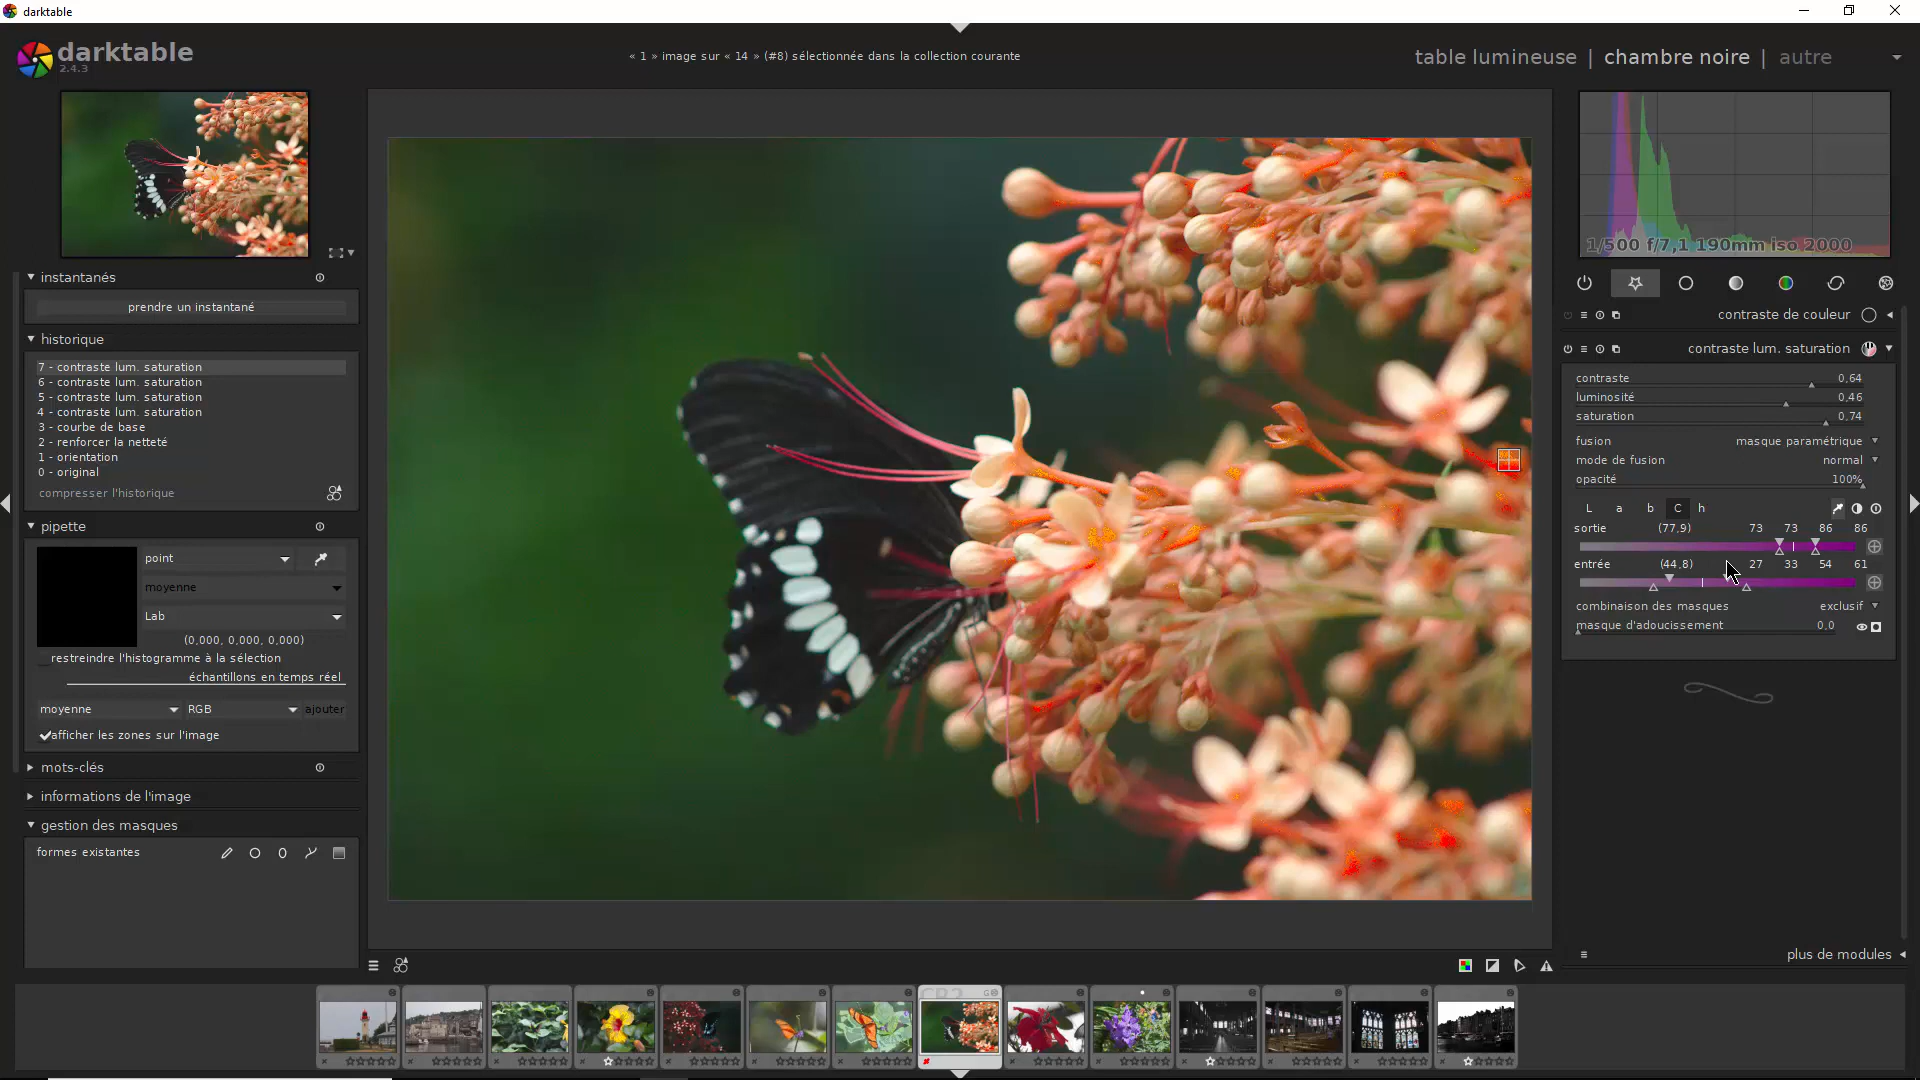 darktable
darktable
2.4.3
« 1 » image sur « 14 » (#8) sélectionnée dans la collection courante
table lumineuse | chambre noire | autre
1/500 f/7,1 190mm iso 2000
instantanés
prendre un instantané
historique
7 - contraste lum. saturation
6 - contraste lum. saturation
5 - contraste lum. saturation
4 - contraste lum. saturation
3 - courbe de base
2 - renforcer la netteté
1 - orientation
0 - original
compresser l'historique
pipette
point
moyenne
Lab
(0,000, 0,000, 0,000)
restreindre l'histogramme à la sélection
échantillons en temps réel
moyenne RGB ajouter
afficher les zones sur l'image
mots-clés
informations de l'image
gestion des masques
formes existantes
contraste de couleur
contraste lum. saturation
contraste 0,64
luminosité 0,46
saturation 0,74
fusion masque paramétrique
mode de fusion normal
opacité 100%
L a b C h
sortie (77,9) 73 73 86 86
entrée (44,8) 27 33 54 61
combinaison des masques exclusif
masque d'adoucissement 0,0
plus de modules
CR2